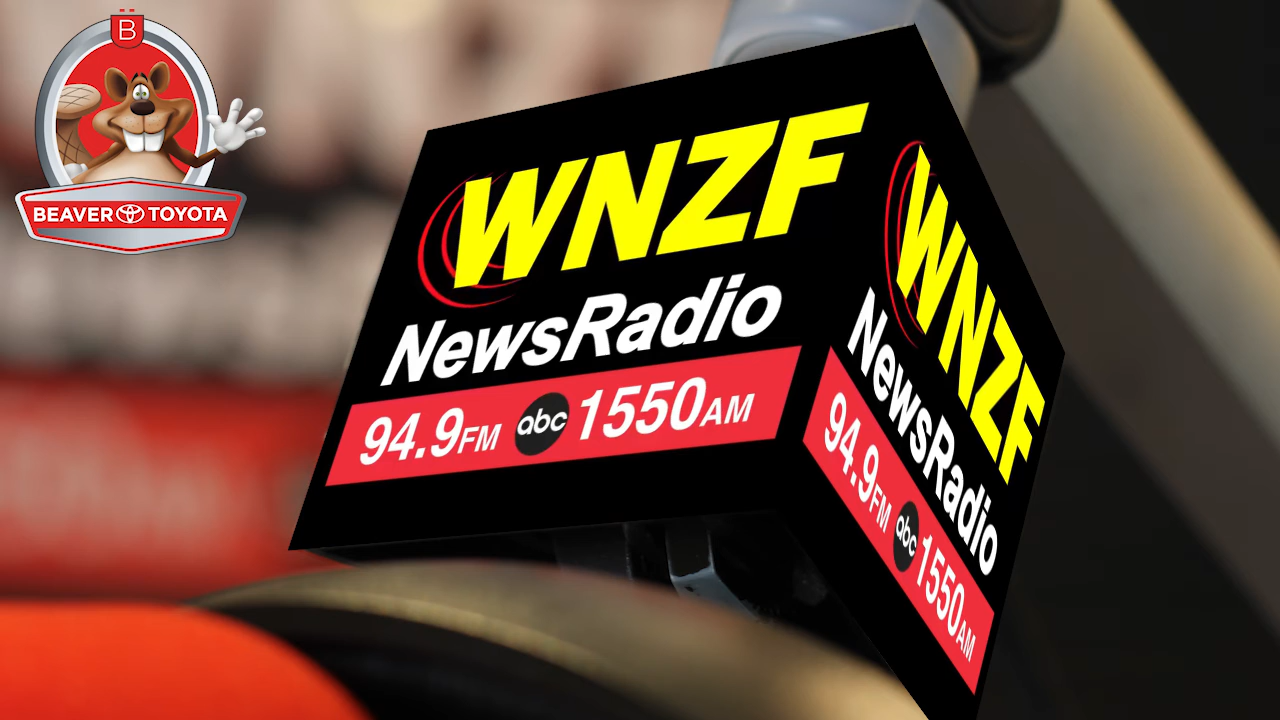 B
BEAVER TOYOTA
WNZF
NewsRadio
94.9FM abc 1550AM
WNZF
NewsRadio
94.9FM abc 1550AM